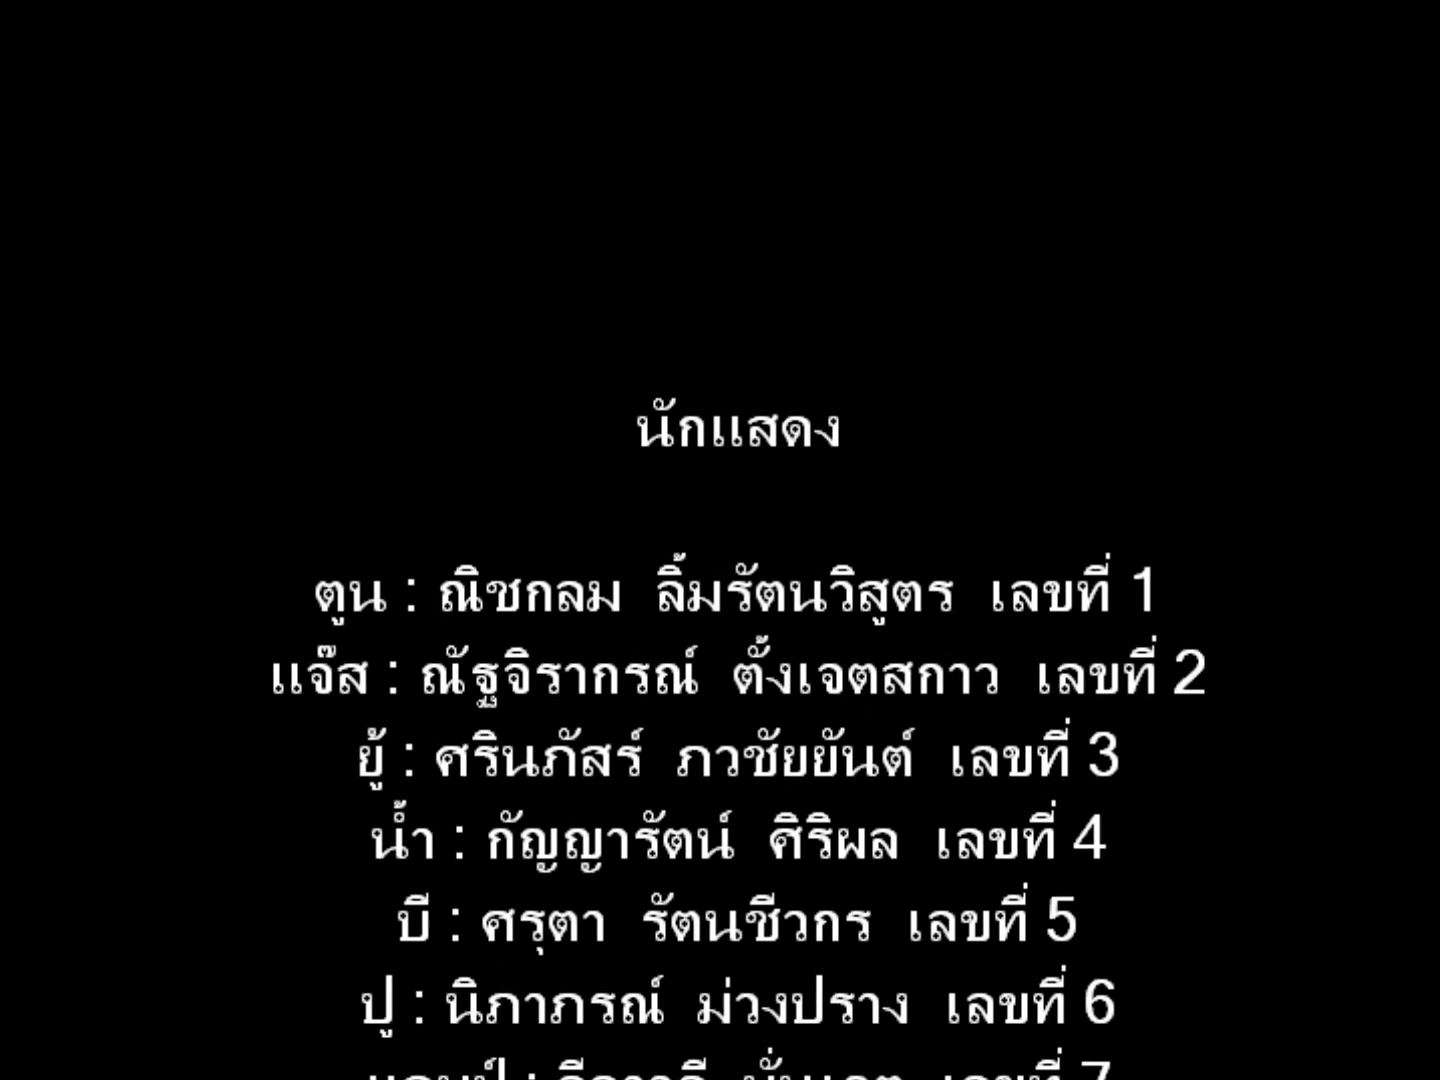 นักแสดง
ตูน : ณิชกลม ลิ้มรัตนวิสูตร เลขที่ 1
แจ๊ส : ณัฐจิรากรณ์ ตั้งเจตสกาว เลขที่ 2
ยู้ : ศรินภัสร์ ภวชัยยันต์ เลขที่ 3
น้ำ : กัญญารัตน์ ศิริผล เลขที่ 4
บี : ศรุตา รัตนชีวกร เลขที่ 5
ปู : นิภาภรณ์ ม่วงปราง เลขที่ 6
เลขที่ 7